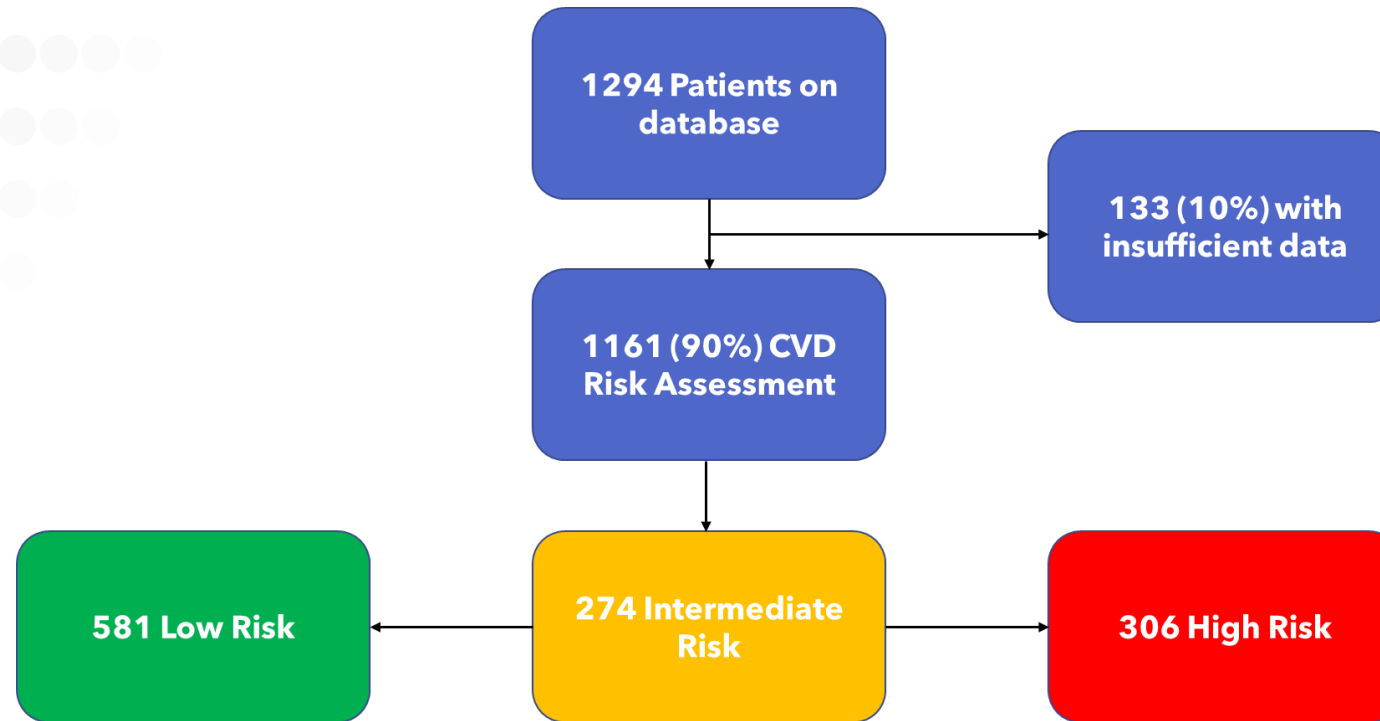 1294 Patients on
database
133 (10%) with
insufficient data
1161 (90%) CVD
Risk Assessment
581 Low Risk
274 Intermediate
Risk
306 High Risk